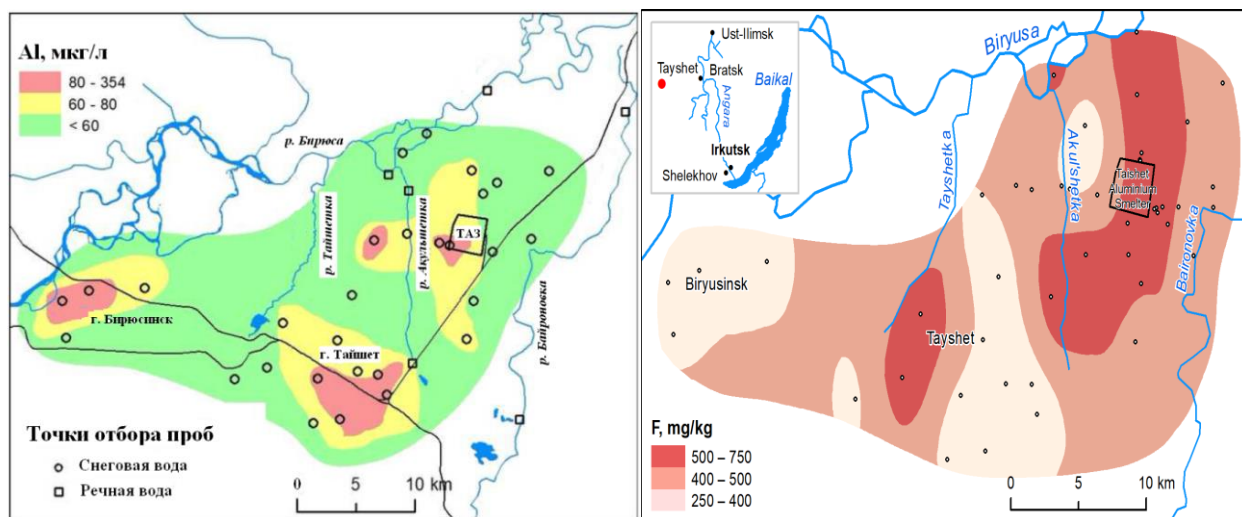 Al, мкг/л
80 - 354
60 - 80
< 60
р. Бирюса
р. Тайшетка
р. Акульшетка
ТАЗ
р. Байроновка
г. Бирюсинск
г. Тайшет
Точки отбора проб
Снеговая вода
Речная вода
0 5 10 km
Ust-Ilimsk
Tayshet
Bratsk
Angara
Baikal
Irkutsk
Shelekhov
Biryusa
Tayshetka
Akul'shetka
Taishet
Aluminium
Smelter
Baironovka
Biryusinsk
Tayshet
F, mg/kg
500 – 750
400 – 500
250 – 400
0 5 10 km